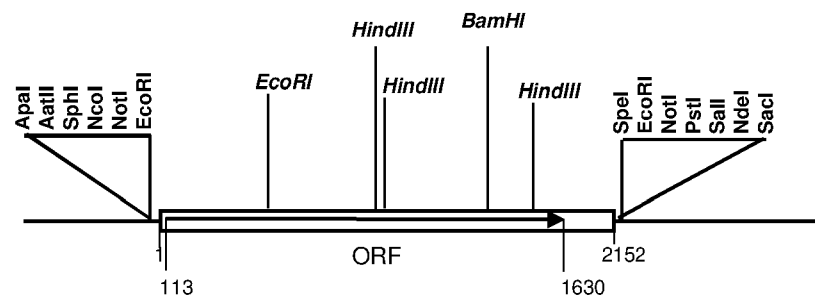 HindIII
BamHI
EcoRI
HindIII
HindIII
ApaI
AatII
SphI
NcoI
NotI
EcoRI
SpeI
EcoRI
NotI
PstI
SalI
NdeI
SacI
1
ORF
2152
113
1630